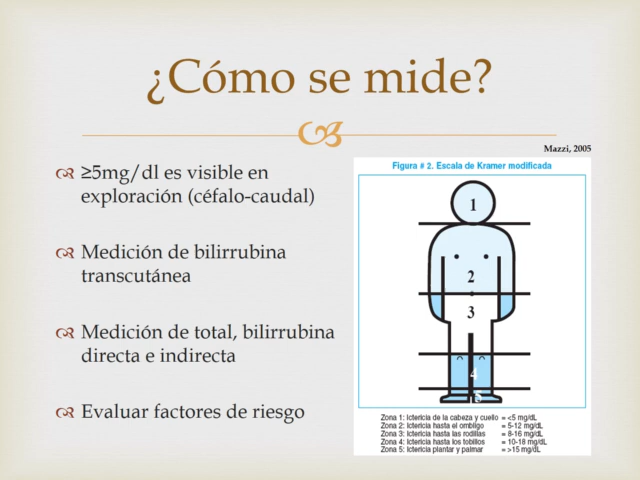 ¿Cómo se mide?
≥5mg/dl es visible en
exploración (céfalo-caudal)
Medición de bilirrubina
transcutánea
Medición de total, bilirrubina
directa e indirecta
Evaluar factores de riesgo
Mazzi, 2005
Figura # 2. Escala de Kramer modificada
1
2
3
4
5
Zona 1: Ictericia de la cabeza y cuello = <5 mg/dL
Zona 2: Ictericia hasta el ombligo = 5-12 mg/dL
Zona 3: Ictericia hasta las rodillas = 8-16 mg/dL
Zona 4: Ictericia hasta los tobillos = 10-18 mg/dL
Zona 5: Ictericia plantar y palmar = >15 mg/dL